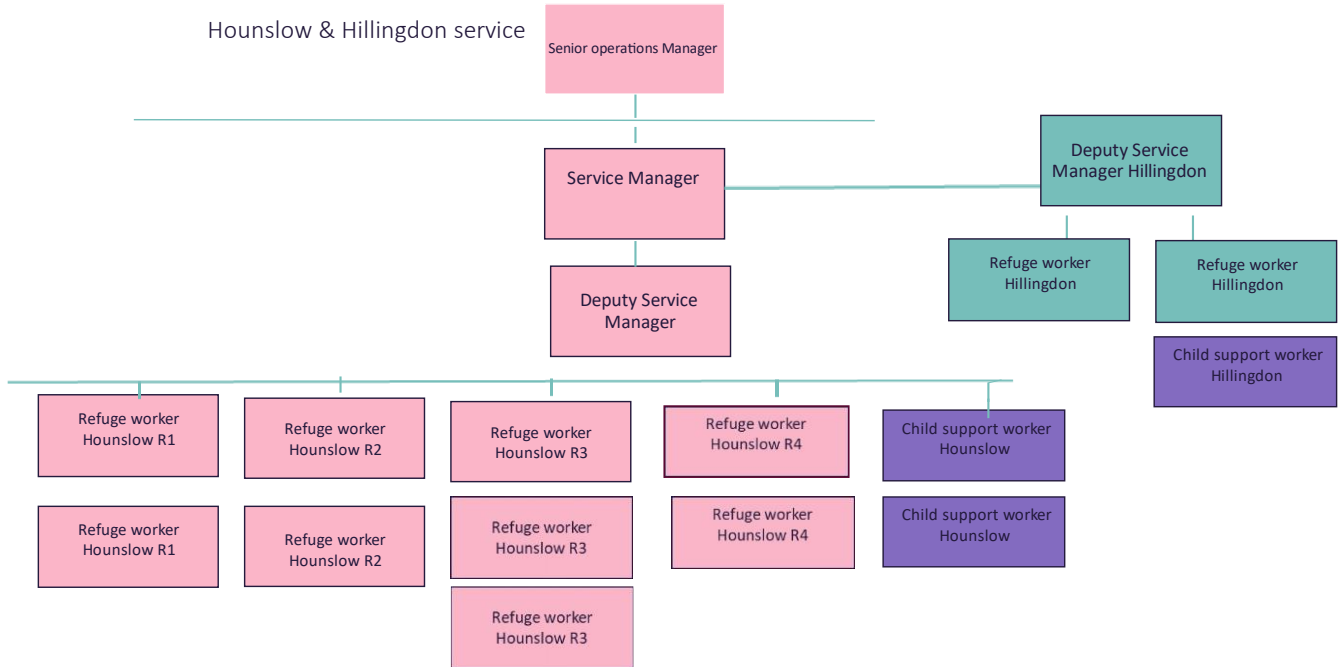 Hounslow & Hillingdon service
Senior operations Manager
Service Manager
Deputy Service
Manager Hillingdon
Refuge worker
Hillingdon
Refuge worker
Hillingdon
Child support worker
Hillingdon
Deputy Service
Manager
Refuge worker
Hounslow R1
Refuge worker
Hounslow R2
Refuge worker
Hounslow R3
Refuge worker
Hounslow R4
Child support worker
Hounslow
Refuge worker
Hounslow R1
Refuge worker
Hounslow R2
Refuge worker
Hounslow R3
Refuge worker
Hounslow R4
Child support worker
Hounslow
Refuge worker
Hounslow R3